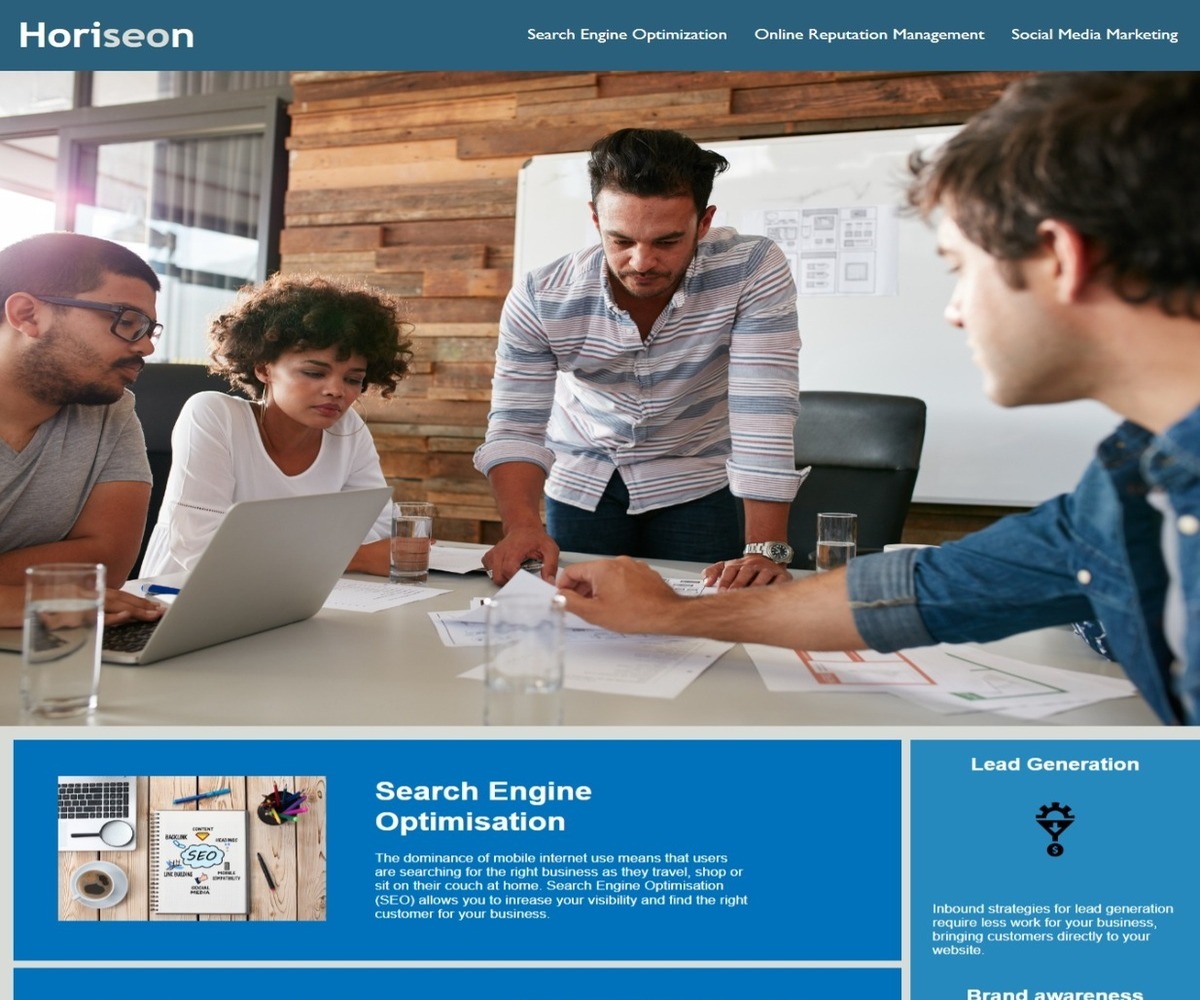 Horiseon
Search Engine Optimization
Online Reputation Management
Social Media Marketing
Search Engine
Optimisation
The dominance of mobile internet use means that users
are searching for the right business as they travel, shop or
sit on their couch at home. Search Engine Optimisation
(SEO) allows you to inrease your visibility and find the right
customer for your business.
CONTENT
BACKLINK
SEO
LINK BUILDING
MOBILE
COMPATIBILITY
SOCIAL
MEDIA
Lead Generation
$
Inbound strategies for lead generation
require less work for your business,
bringing customers directly to your
website.
Brand awareness